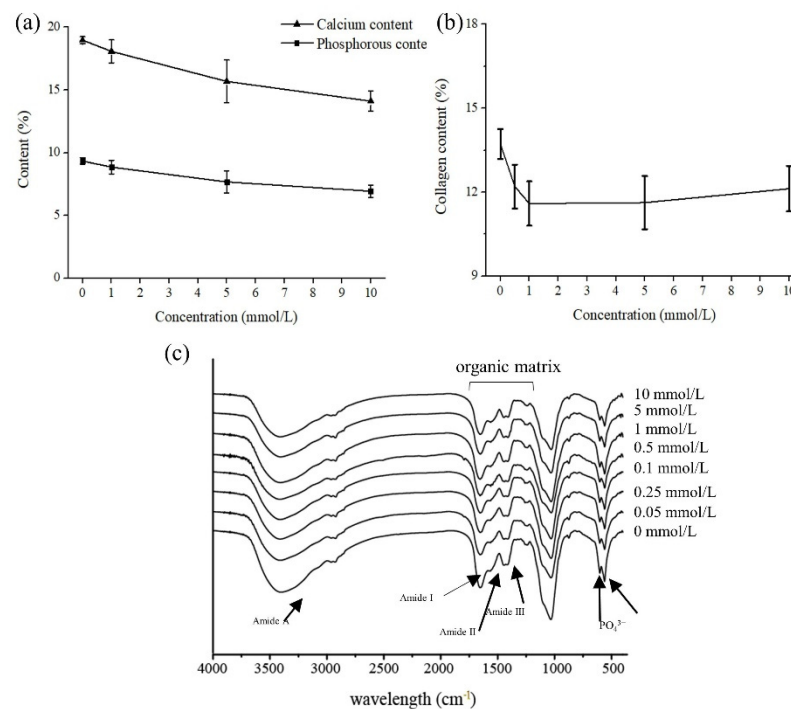 (a)
20
15
10
5
0
Content (%)
Calcium content
Phosphorous conte
0 1 2 3 4 5 6 7 8 9 10
Concentration (mmol/L)
(b)
18
15
12
9
Collagen content (%)
0 1 2 3 4 5 6 7 8 9 10
Concentration (mmol/L)
(c)
organic matrix
10 mmol/L
5 mmol/L
1 mmol/L
0.5 mmol/L
0.1 mmol/L
0.25 mmol/L
0.05 mmol/L
0 mmol/L
Amide A
Amide I
Amide II
Amide III
PO₄³⁻
4000 3500 3000 2500 2000 1500 1000 500
wavelength (cm⁻¹)